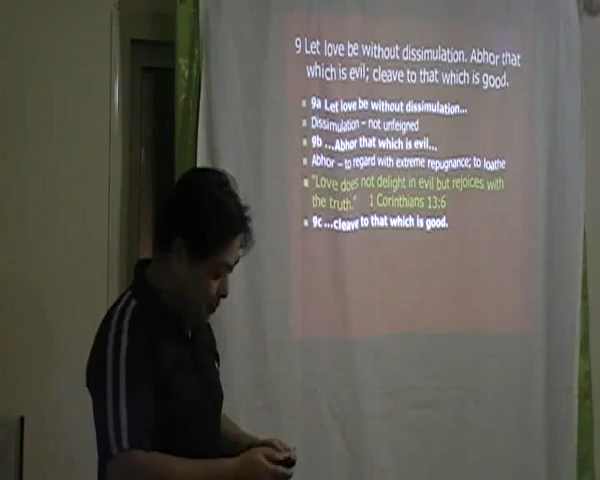 9 Let love be without dissimulation. Abhor that
which is evil; cleave to that which is good.
9a Let love be without dissimulation...
Dissimulation – not unfeigned
9b ...Abhor that which is evil...
Abhor – to regard with extreme repugnance; to loathe
"Love does not delight in evil but rejoices with
the truth." 1 Corinthians 13:6
9c ...cleave to that which is good.